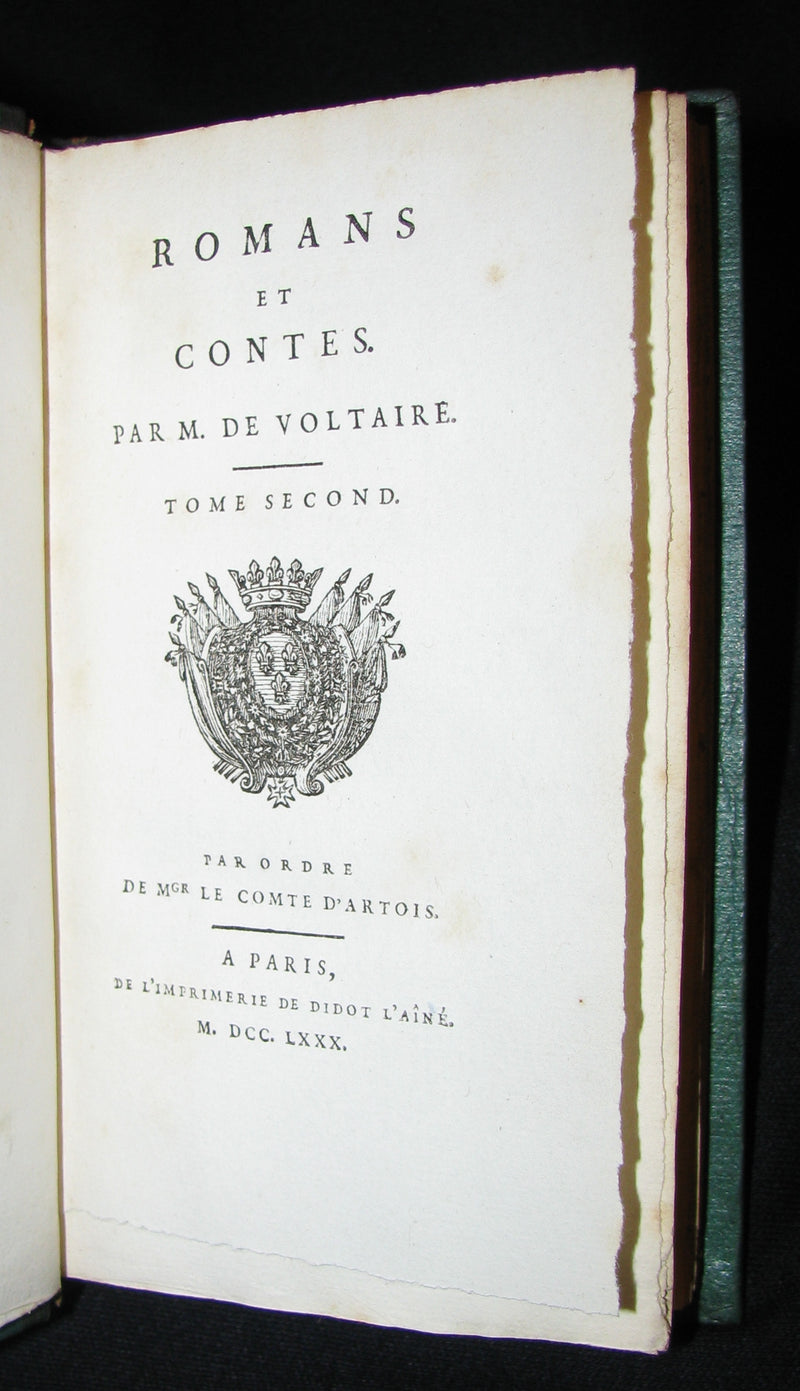 ROMANS
ET
CONTES.
PAR M. DE VOLTAIRE.
TOME SECOND.
PAR ORDRE
DE MGR LE COMTE D'ARTOIS.
A PARIS,
DE L'IMPRIMERIE DE DIDOT L'AÎNÉ.
M. DCC. LXXX.